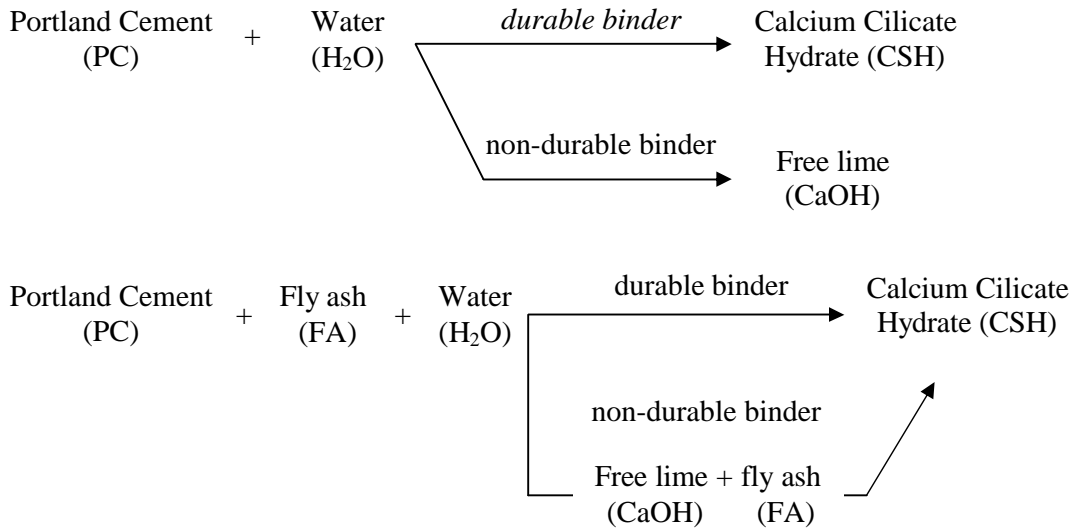 Portland Cement + Water durable binder Calcium Cilicate
(PC) (H₂O) Hydrate (CSH)
non-durable binder
Free lime
(CaOH)
Portland Cement + Fly ash + Water durable binder Calcium Cilicate
(PC) (FA) (H₂O) Hydrate (CSH)
non-durable binder
Free lime + fly ash
(CaOH) (FA)